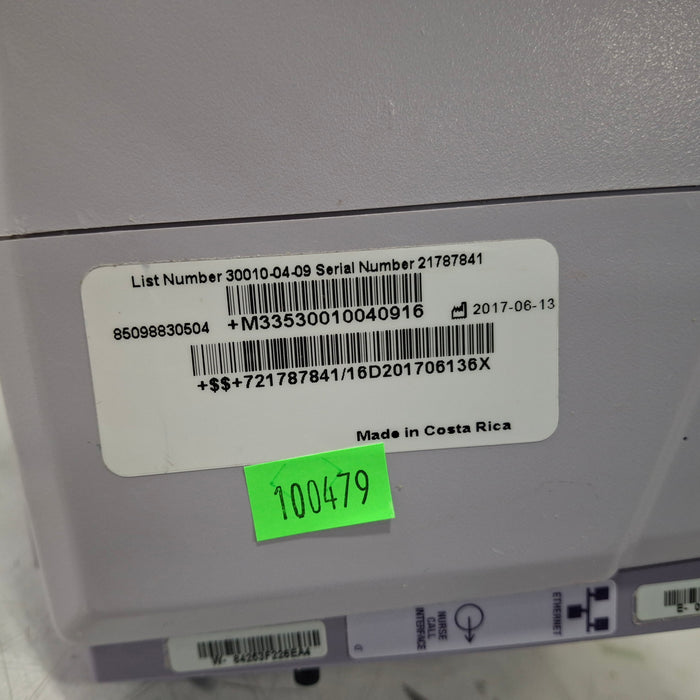 List Number 30010-04-09 Serial Number 21787841
+M33530010040916
85098830504
2017-06-13
+$$+721787841/16D201706136X
Made in Costa Rica
100479
NURSE
CALL
INTERFACE
ETHERNET